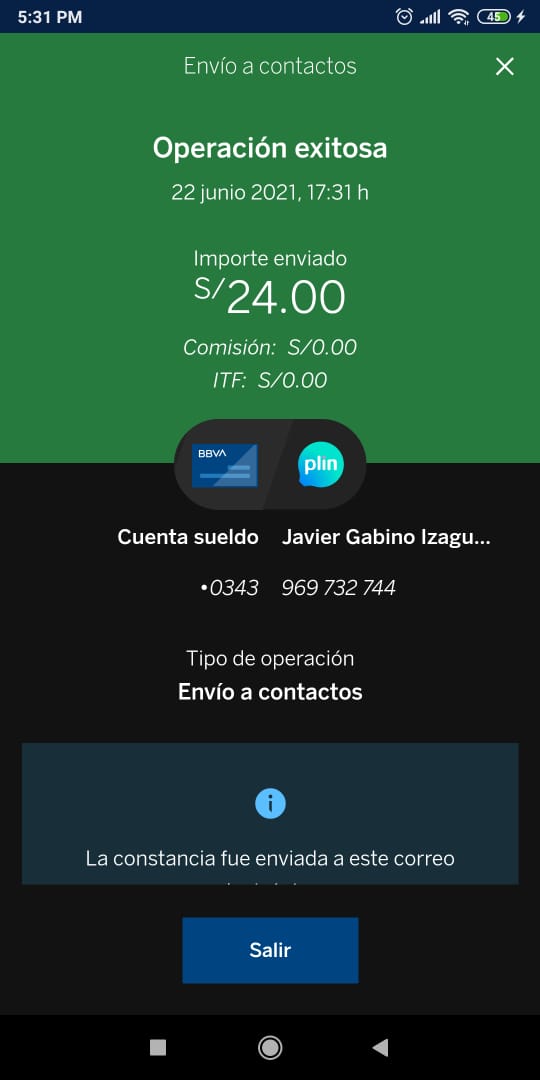 5:31 PM
45
Envío a contactos
Operación exitosa
22 junio 2021, 17:31 h
Importe enviado
S/24.00
Comisión: S/0.00
ITF: S/0.00
BBVA
plin
Cuenta sueldo Javier Gabino Izagu...
•0343 969 732 744
Tipo de operación
Envío a contactos
La constancia fue enviada a este correo
Salir